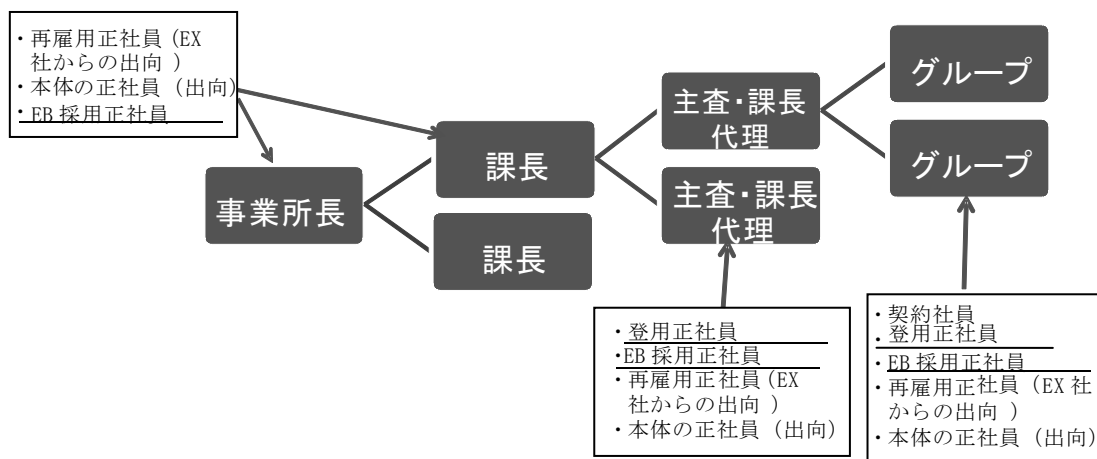 ・再雇用正社員 (EX
社からの出向 )
・本体の正社員 (出向)
・EB 採用正社員
事業所長
課長
課長
主査・課長
代理
主査・課長
代理
グループ
グループ
・登用正社員
・EB 採用正社員
・再雇用正社員 (EX
社からの出向 )
・本体の正社員 (出向)
・契約社員
・登用正社員
・EB 採用正社員
・再雇用正社員 (EX 社
からの出向 )
・本体の正社員 (出向)